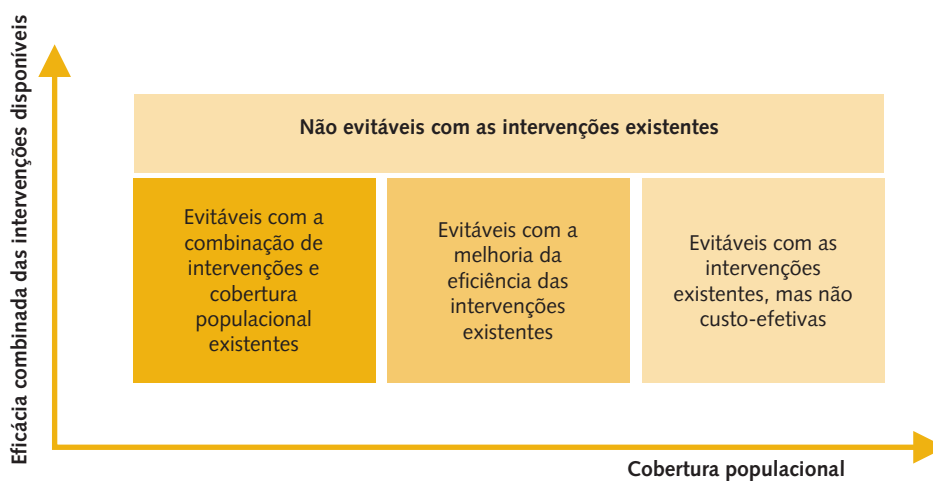 Eficácia combinada das intervenções disponíveis
Não evitáveis com as intervenções existentes
Evitáveis com a
combinação de
intervenções e
cobertura
populacional
existentes
Evitáveis com a
melhoria da
eficiência das
intervenções
existentes
Evitáveis com as
intervenções
existentes, mas não
custo-efetivas
Cobertura populacional